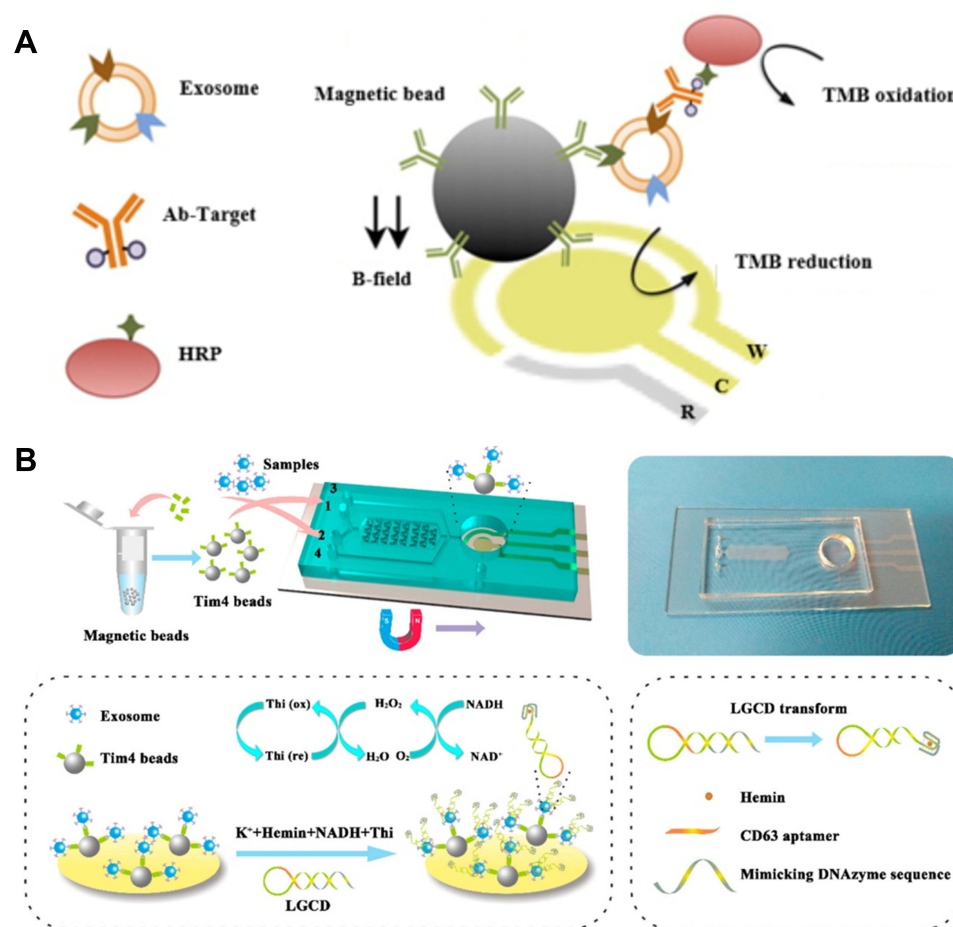 A
Exosome
Magnetic bead
TMB oxidation
Ab-Target
B-field
TMB reduction
HRP
W
C
R
B
Samples
3
1
2
4
Tim4 beads
Magnetic beads
S
N
Exosome
Tim4 beads
Thi (ox)
H₂O₂
NADH
Thi (re)
H₂O O₂
NAD⁺
K⁺+Hemin+NADH+Thi
LGCD
LGCD transform
Hemin
CD63 aptamer
Mimicking DNAzyme sequence